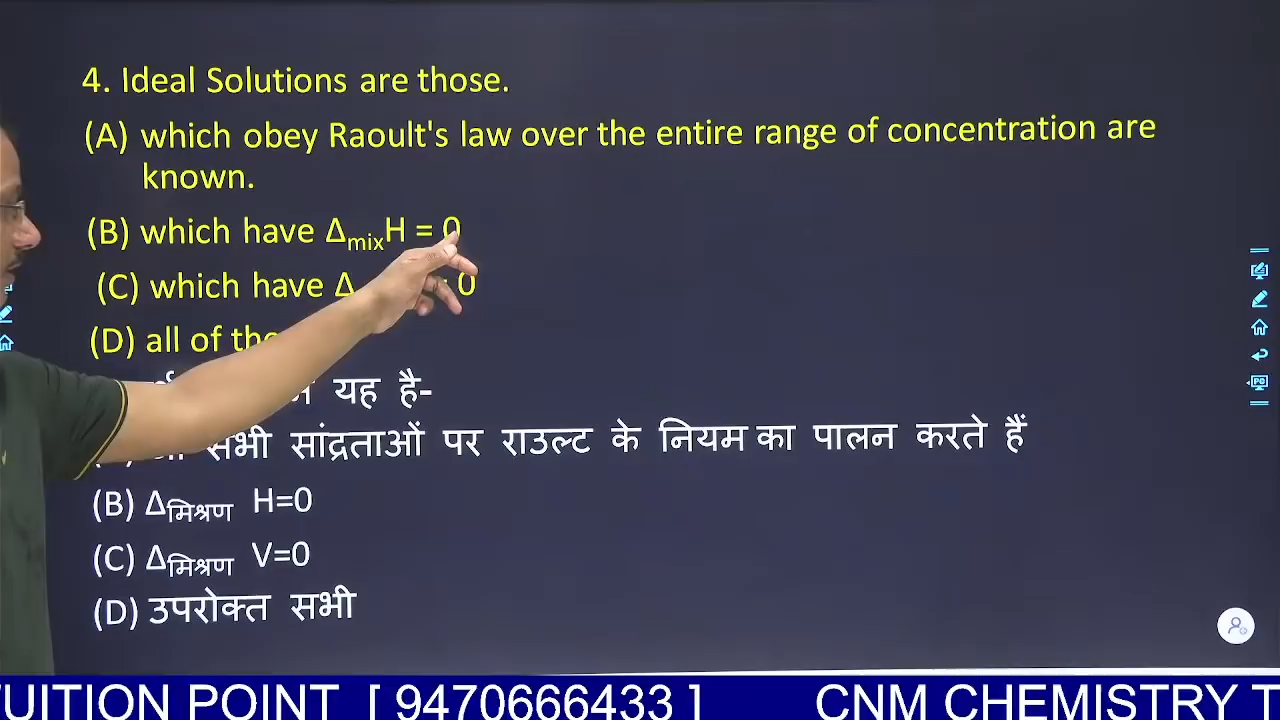 4. Ideal Solutions are those.
(A) which obey Raoult's law over the entire range of concentration are
known.
(B) which have ΔmixH = 0
(C) which have Δ = 0
(D) all of
यह है-
सभी सांद्रताओं पर राउल्ट के नियम का पालन करते हैं
(B) Δमिश्रण H=0
(C) Δमिश्रण V=0
(D) उपरोक्त सभी
TUITION POINT [ 9470666433 ] CNM CHEMISTRY T